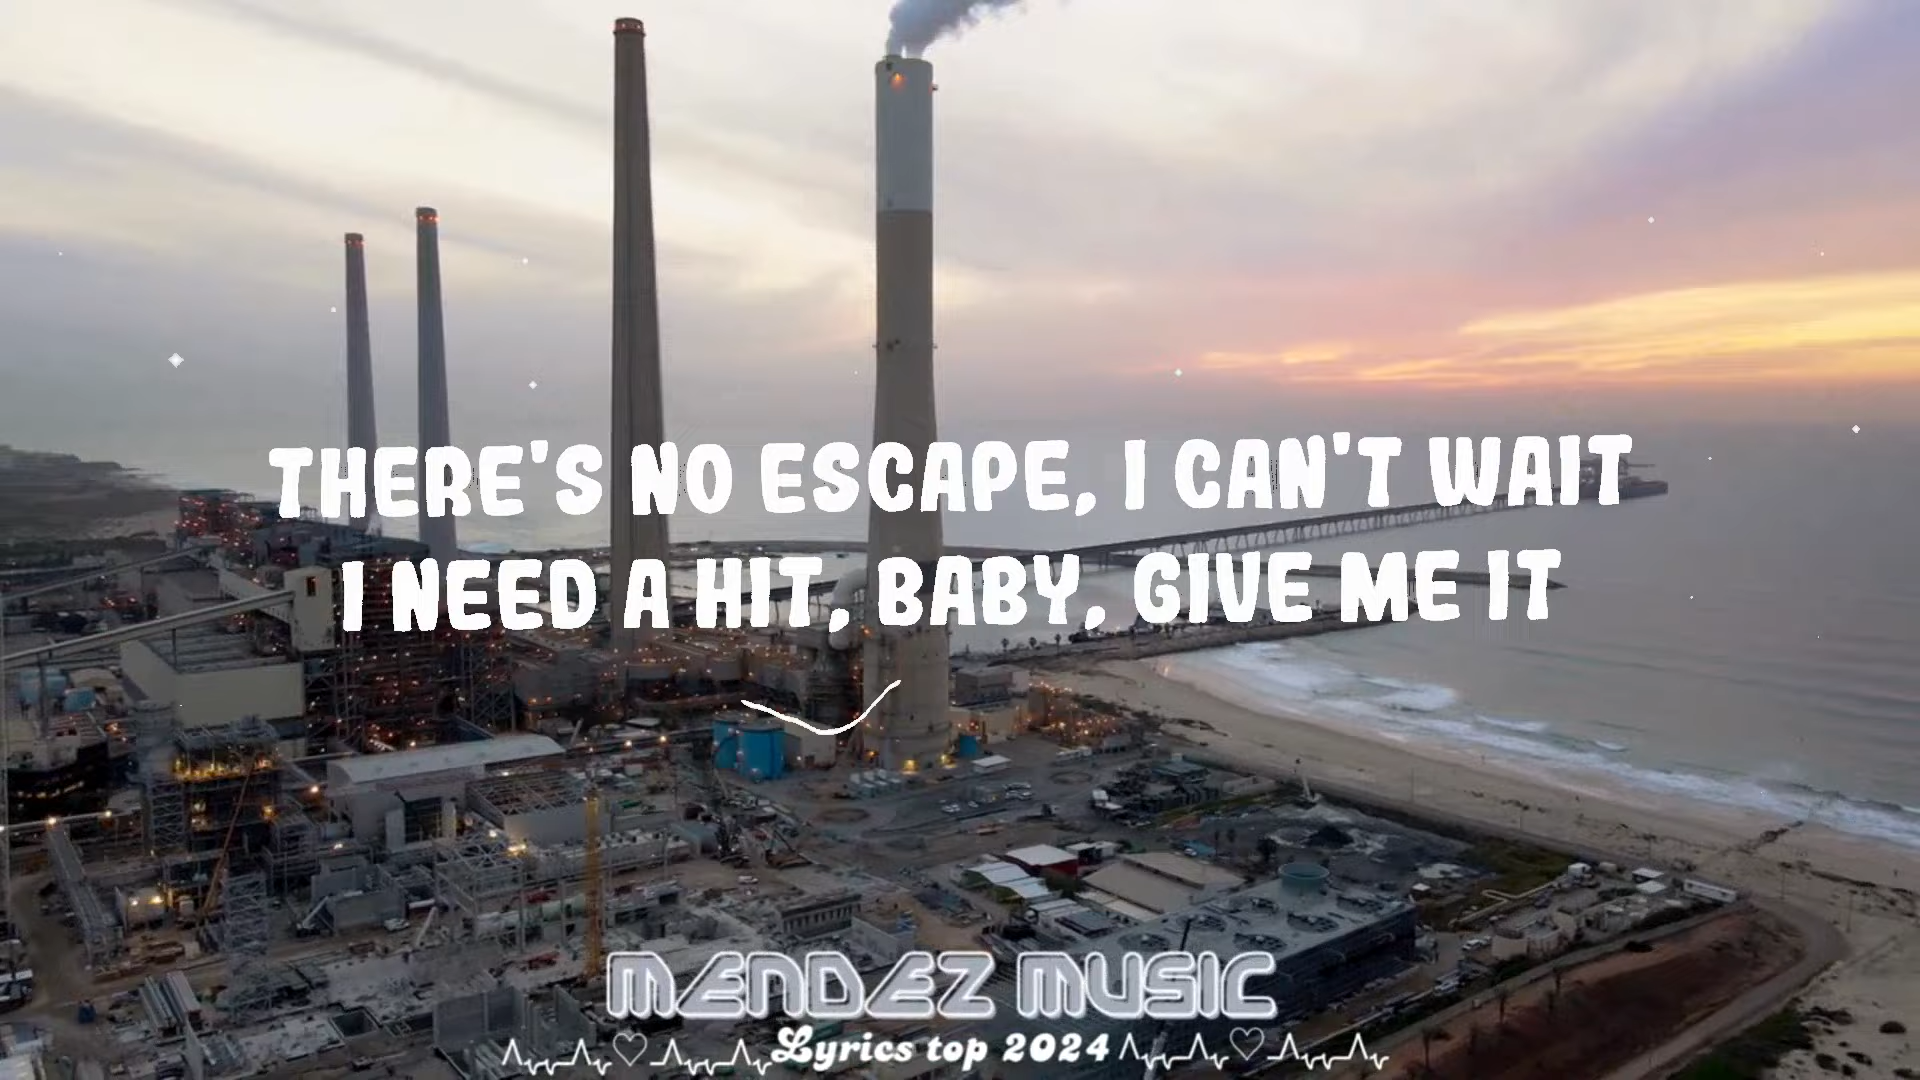 THERE'S NO ESCAPE, I CAN'T WAIT
I NEED A HIT, BABY, GIVE ME IT
MENDEZ MUSIC
Lyrics top 2024